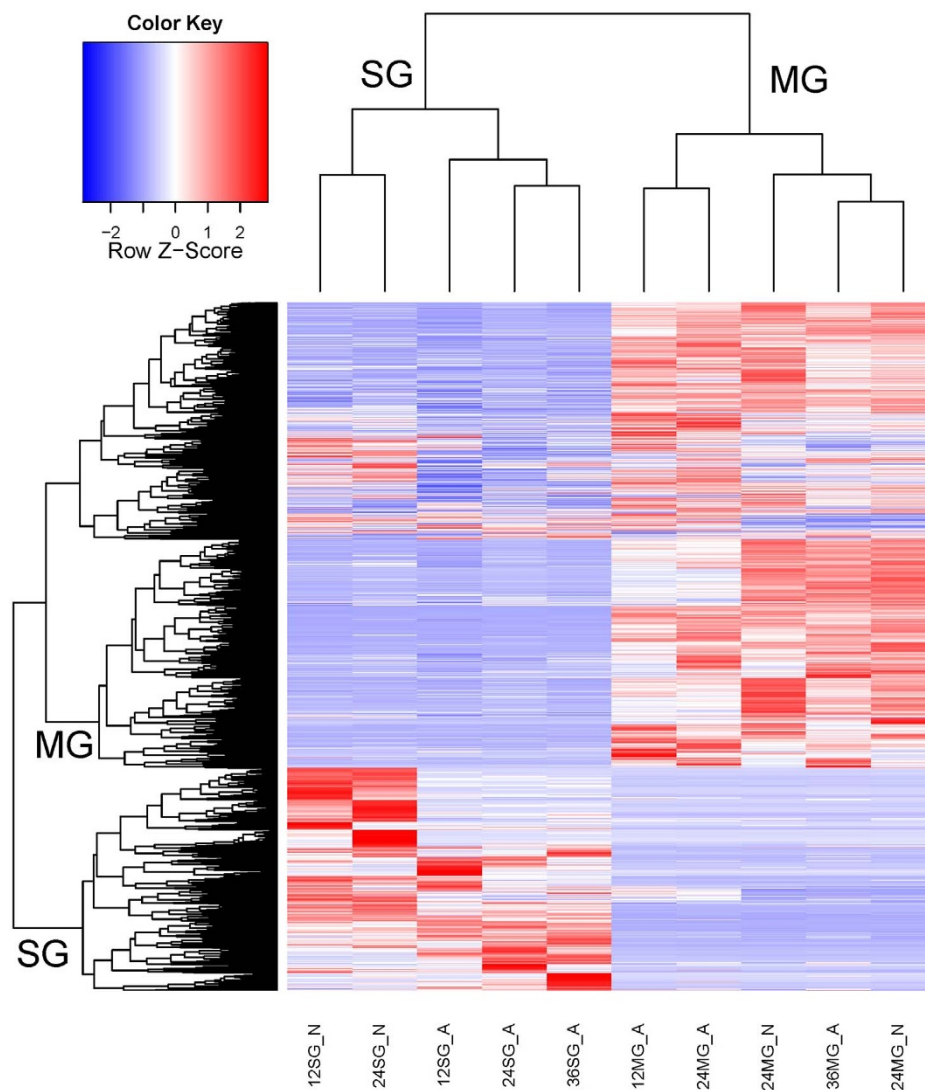 Color Key
−2 0 1 2
Row Z−Score
SG
MG
MG
SG
12SG_N
24SG_N
12SG_A
24SG_A
36SG_A
12MG_A
24MG_A
24MG_N
36MG_A
24MG_N